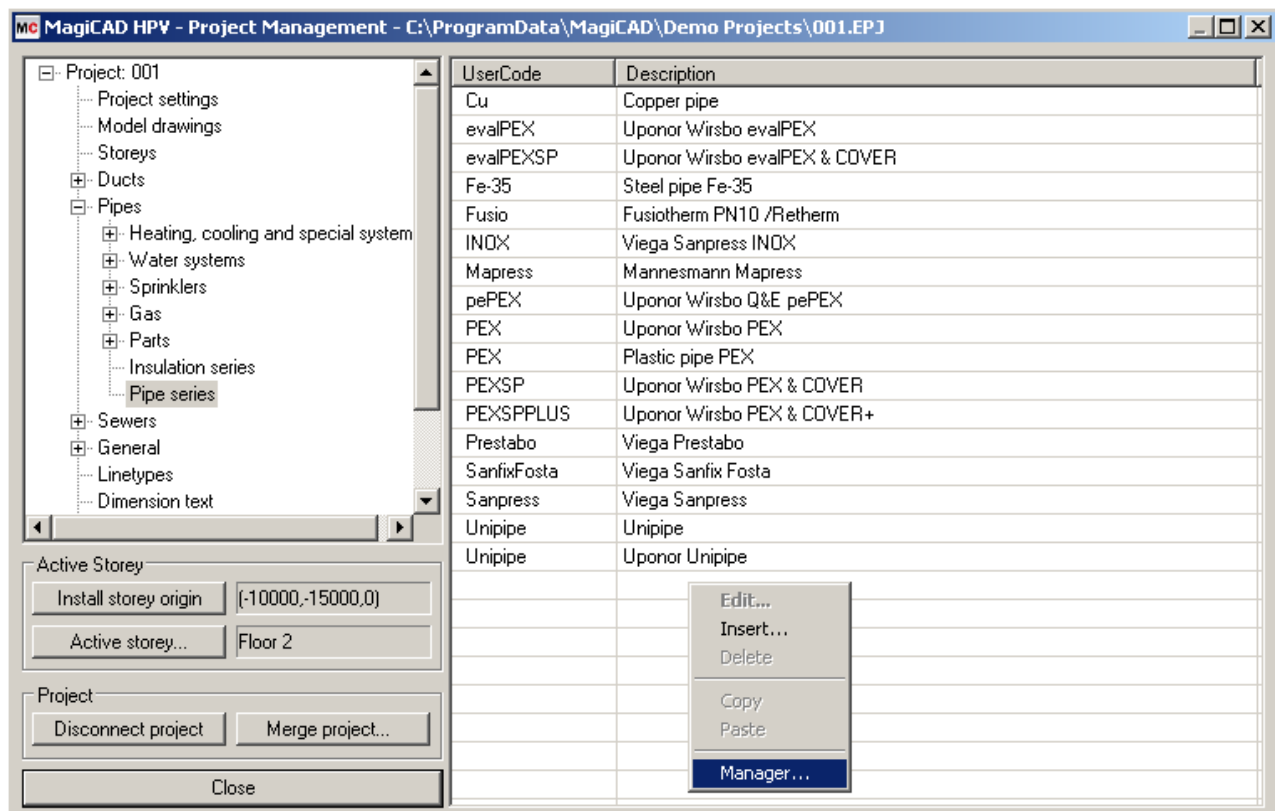 MC MagiCAD HPV - Project Management - C:\ProgramData\MagiCAD\Demo Projects\001.EPJ
Project: 001
Project settings
Model drawings
Storeys
Ducts
Pipes
Heating, cooling and special system
Water systems
Sprinklers
Gas
Parts
Insulation series
Pipe series
Sewers
General
Linetypes
Dimension text
Active Storey
Install storey origin (-10000,-15000,0)
Active storey... Floor 2
Project
Disconnect project Merge project...
Close
UserCode Description
Cu Copper pipe
evalPEX Uponor Wirsbo evalPEX
evalPEXSP Uponor Wirsbo evalPEX & COVER
Fe-35 Steel pipe Fe-35
Fusio Fusiotherm PN10 /Retherm
INOX Viega Sanpress INOX
Mapress Mannesmann Mapress
pePEX Uponor Wirsbo Q&E pePEX
PEX Uponor Wirsbo PEX
PEX Plastic pipe PEX
PEXSP Uponor Wirsbo PEX & COVER
PEXSPPLUS Uponor Wirsbo PEX & COVER+
Prestabo Viega Prestabo
SanfixFosta Viega Sanfix Fosta
Sanpress Viega Sanpress
Unipipe Unipipe
Unipipe Uponor Unipipe
Edit...
Insert...
Delete
Copy
Paste
Manager...